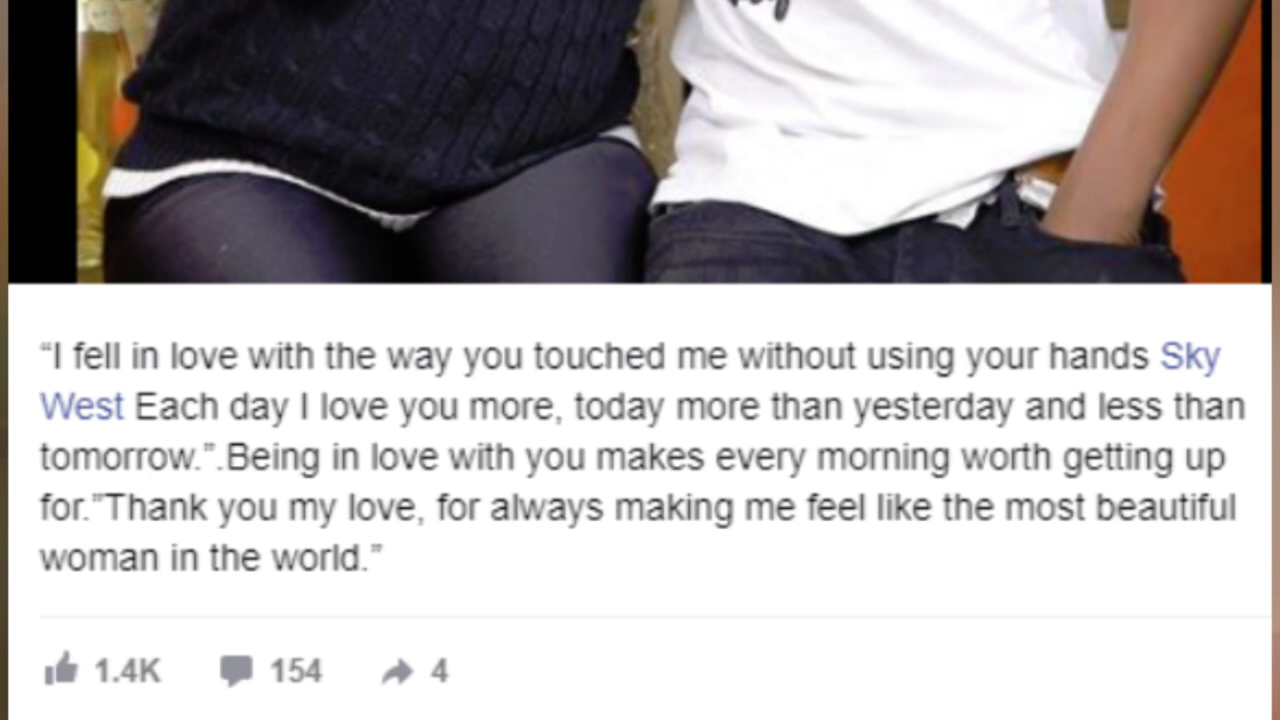 “I fell in love with the way you touched me without using your hands Sky
West Each day I love you more, today more than yesterday and less than
tomorrow.”.Being in love with you makes every morning worth getting up
for.”Thank you my love, for always making me feel like the most beautiful
woman in the world.”
1.4K 154 4